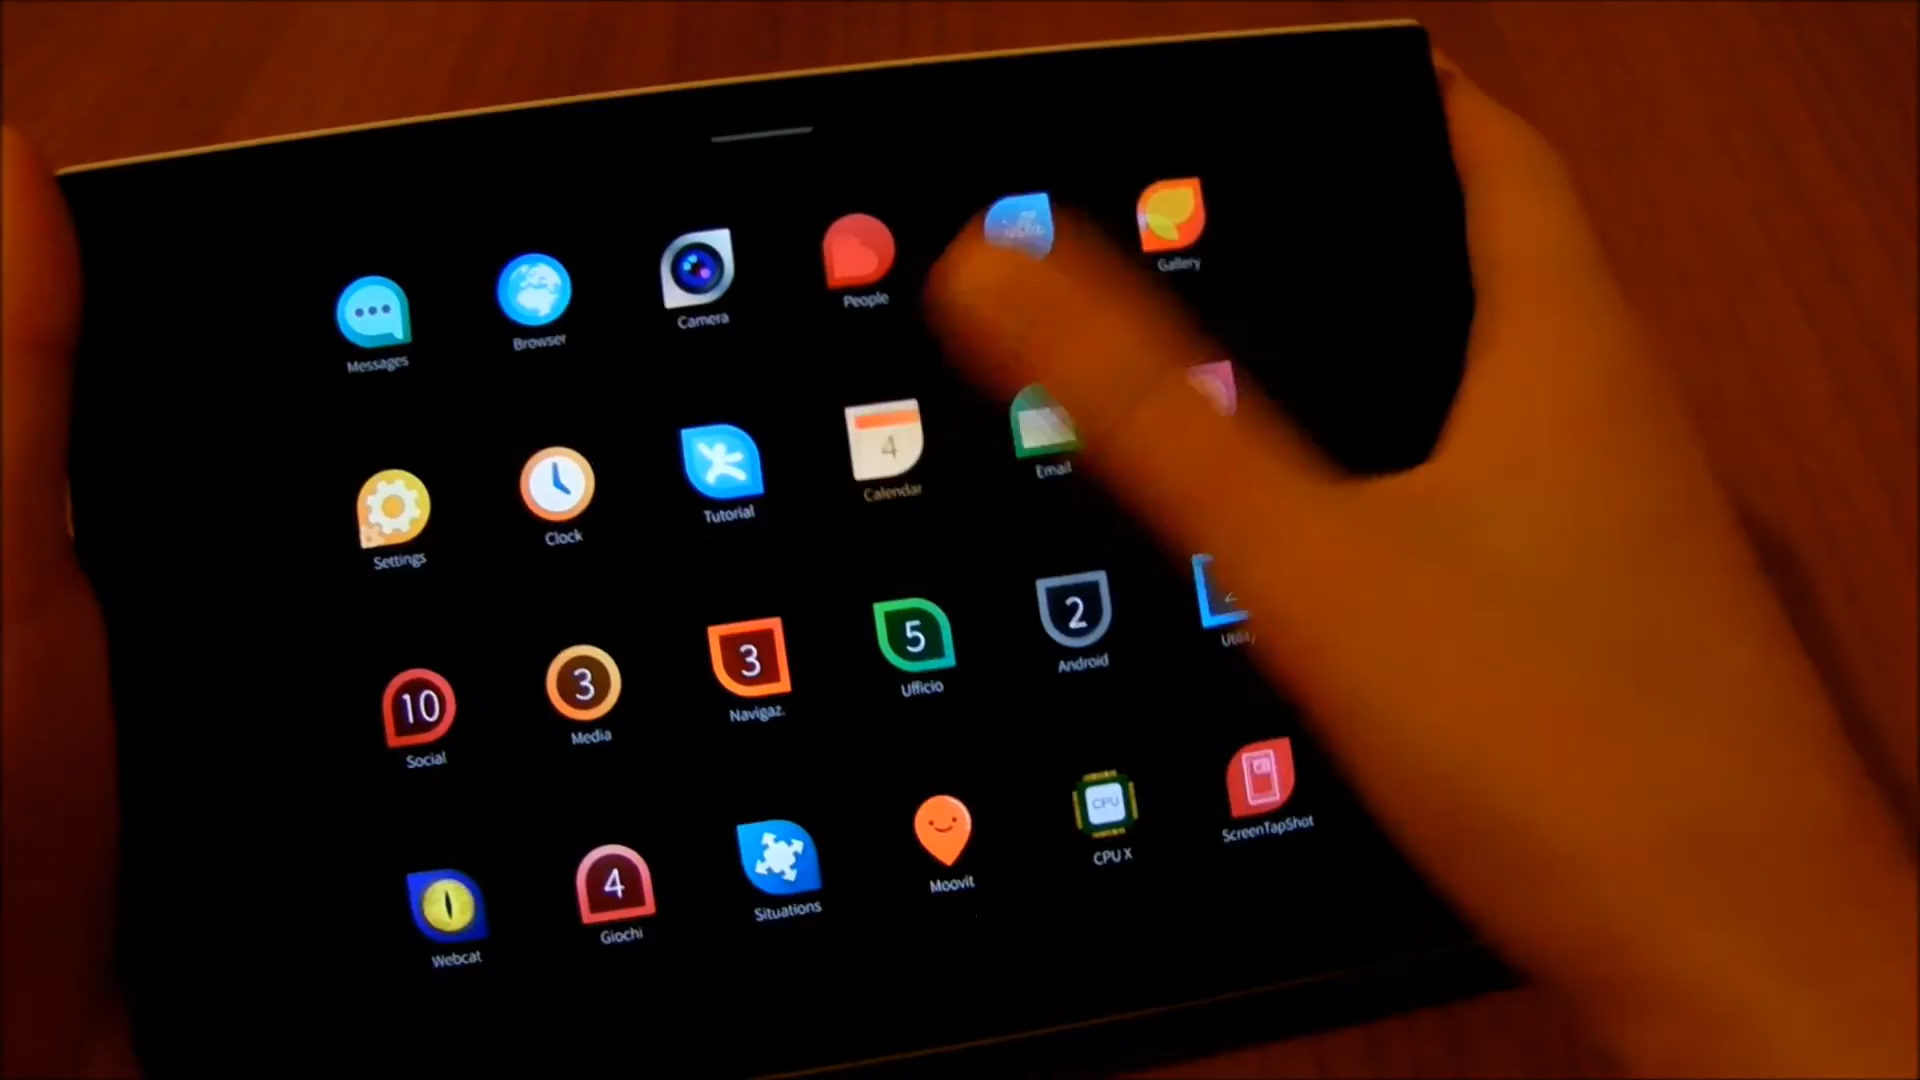 Messages
Browser
Camera
People
Gallery
Settings
Clock
4
Calendar
Tutorial
Email
10
Social
3
Media
3
Navigaz.
5
Ufficio
2
Android
Utility
Webcat
4
Giochi
Situations
Moovit
CPU
CPU X
ScreenTapShot